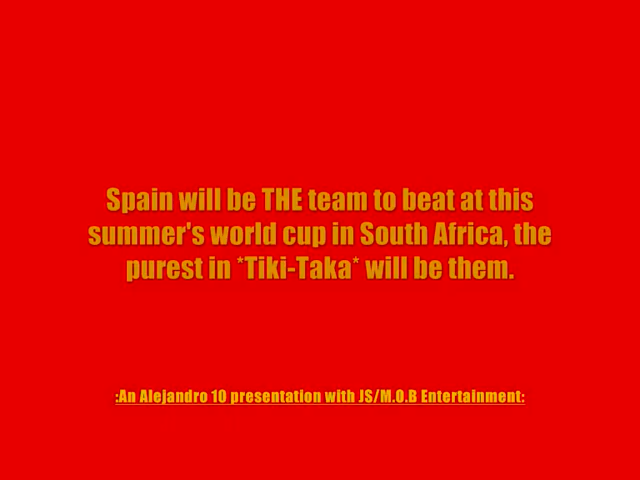 Spain will be THE team to beat at this
summer's world cup in South Africa, the
purest in *Tiki-Taka* will be them.
:An Alejandro 10 presentation with JS/M.O.B Entertainment: